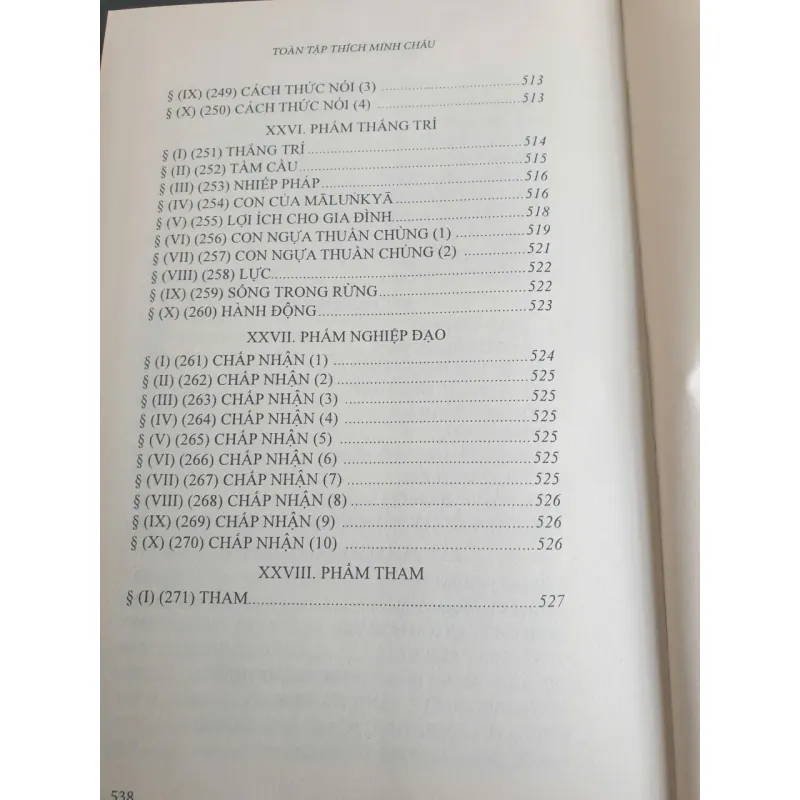 TOÀN TẬP THÍCH MINH CHÂU
§ (IX) (249) CÁCH THỨC NÓI (3) ........................513
§ (X) (250) CÁCH THỨC NÓI (4) ........................513
XXVI. PHẨM THẮNG TRÍ
§ (I) (251) THẮNG TRÍ ........................514
§ (II) (252) TẦM CẦU........................515
§ (III) (253) NHIẾP PHÁP........................516
§ (IV) (254) CON CỦA MĀLUṄKYĀ........................516
§ (V) (255) LỢI ÍCH CHO GIA ĐÌNH........................518
§ (VI) (256) CON NGỰA THUẦN CHỦNG (1) ........................519
§ (VII) (257) CON NGỰA THUẦN CHỦNG (2) ........................521
§ (VIII) (258) LỰC........................522
§ (IX) (259) SỐNG TRONG RỪNG........................522
§ (X) (260) HÀNH ĐỘNG........................523
XXVII. PHẨM NGHIỆP ĐẠO
§ (I) (261) CHẤP NHẬN (1) ........................524
§ (II) (262) CHẤP NHẬN (2) ........................525
§ (III) (263) CHẤP NHẬN (3) ........................525
§ (IV) (264) CHẤP NHẬN (4) ........................525
§ (V) (265) CHẤP NHẬN (5) ........................525
§ (VI) (266) CHẤP NHẬN (6) ........................525
§ (VII) (267) CHẤP NHẬN (7) ........................525
§ (VIII) (268) CHẤP NHẬN (8)........................526
§ (IX) (269) CHẤP NHẬN (9) ........................526
§ (X) (270) CHẤP NHẬN (10) ........................526
XXVIII. PHẨM THAM
§ (I) (271) THAM........................527
538